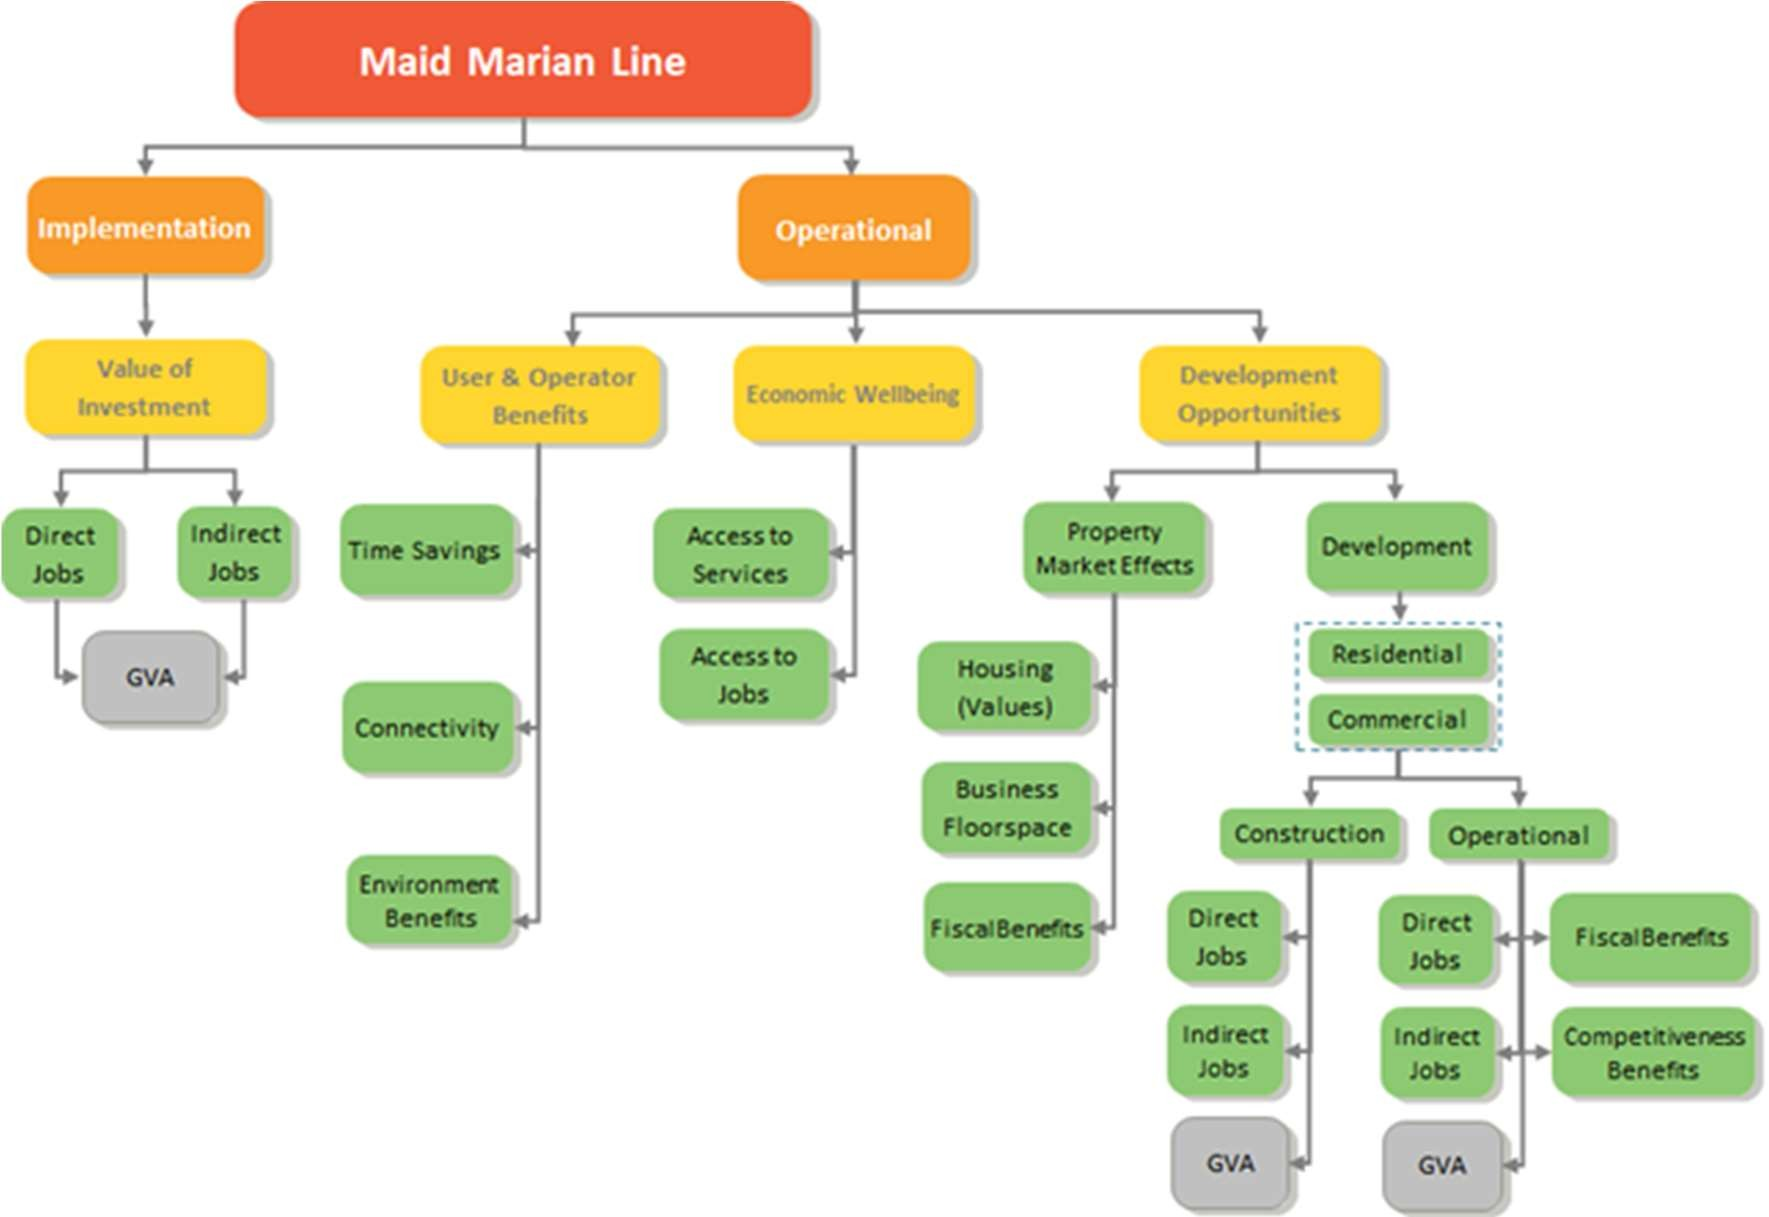 Maid Marian Line
Implementation
Operational
Value of
Investment
User & Operator
Benefits
Economic Wellbeing
Development
Opportunities
Direct
Jobs
Indirect
Jobs
GVA
Time Savings
Connectivity
Environment
Benefits
Access to
Services
Access to
Jobs
Property
Market Effects
Housing
(Values)
Business
Floorspace
Fiscal Benefits
Development
Residential
Commercial
Construction
Direct
Jobs
Indirect
Jobs
GVA
Operational
Direct
Jobs
Indirect
Jobs
GVA
Fiscal Benefits
Competitiveness
Benefits